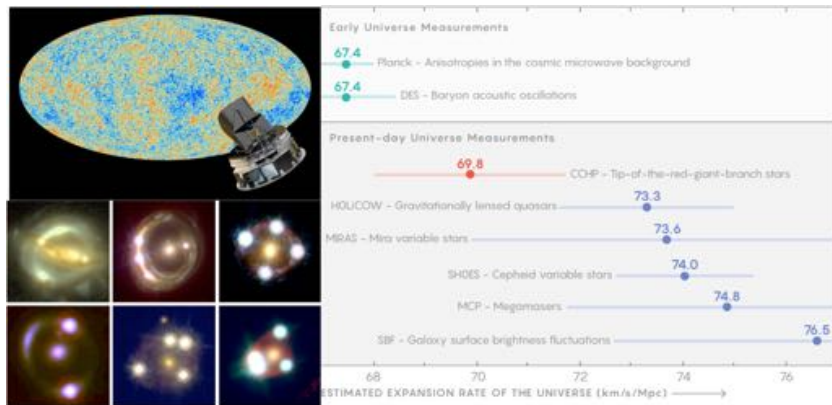 Early Universe Measurements
67.4
Planck – Anisotropies in the cosmic microwave background
67.4
DES – Baryon acoustic oscillations
Present-day Universe Measurements
69.8
CCHP – Tip-of-the-red-giant-branch stars
H0LICOW – Gravitationally lensed quasars
73.3
MIRAS – Mira variable stars
73.6
SH0ES – Cepheid variable stars
74.0
MCP – Megamasers
74.8
SBF – Galaxy surface brightness fluctuations
76.5
68 70 72 74 76
ESTIMATED EXPANSION RATE OF THE UNIVERSE (km/s/Mpc)